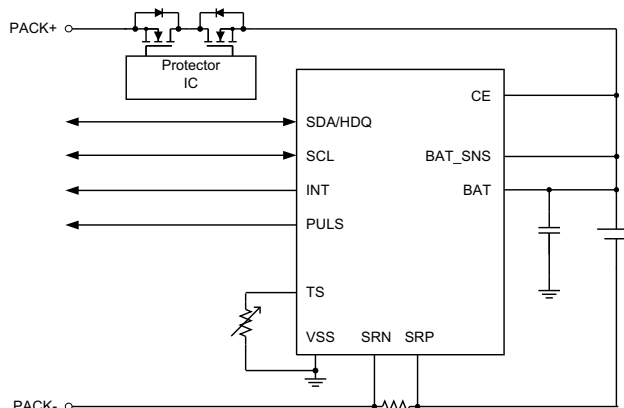 PACK+
Protector
IC
CE
SDA/HDQ
SCL
BAT_SNS
INT
BAT
PULS
TS
VSS
SRN
SRP
PACK-